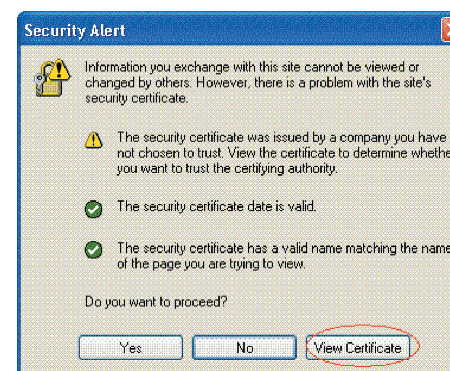 Security Alert
Information you exchange with this site cannot be viewed or
changed by others. However, there is a problem with the site's
security certificate.
The security certificate was issued by a company you have
not chosen to trust. View the certificate to determine whethe
you want to trust the certifying authority.
The security certificate date is valid.
The security certificate has a valid name matching the name
of the page you are trying to view.
Do you want to proceed?
Yes No View Certificate